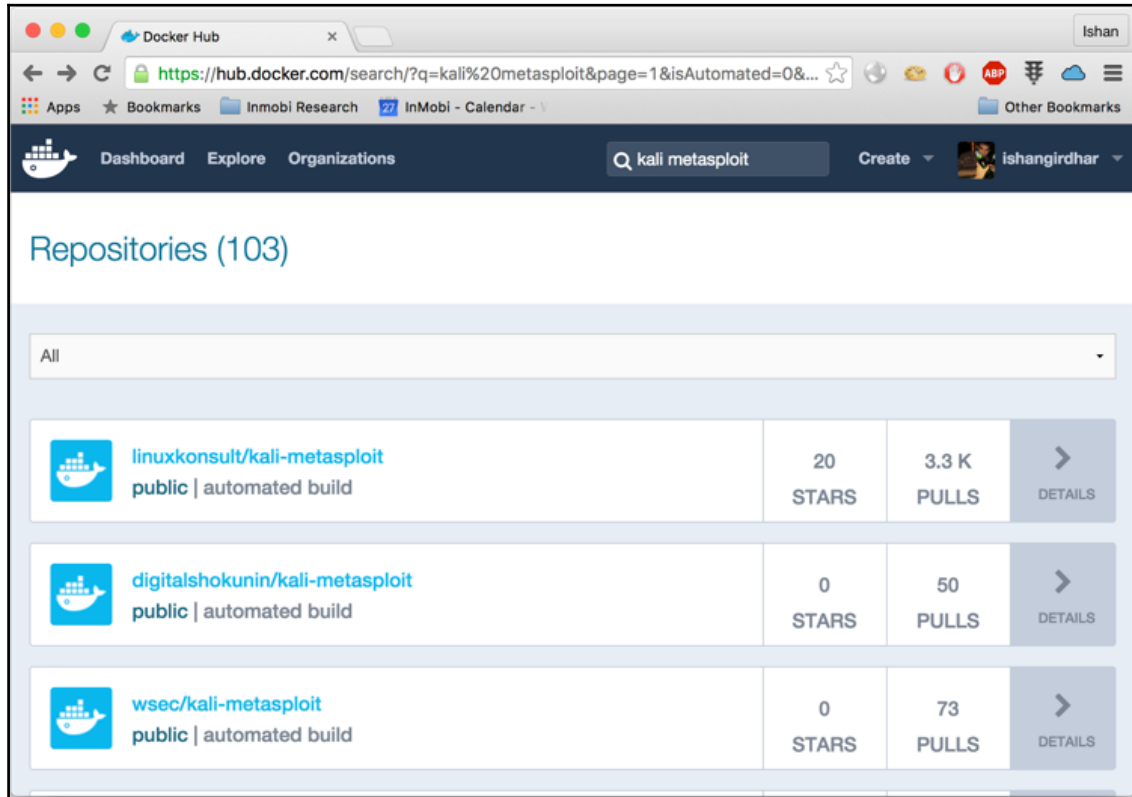 Docker Hub
Ishan
https://hub.docker.com/search/?q=kali%20metasploit&page=1&isAutomated=0&...
ABP
Apps Bookmarks Inmobi Research 27 InMobi - Calendar - Other Bookmarks
Dashboard Explore Organizations kali metasploit Create ishangirdhar
Repositories (103)
All
linuxkonsult/kali-metasploit
public | automated build
20
STARS
3.3 K
PULLS
DETAILS
digitalshokunin/kali-metasploit
public | automated build
0
STARS
50
PULLS
DETAILS
wsec/kali-metasploit
public | automated build
0
STARS
73
PULLS
DETAILS